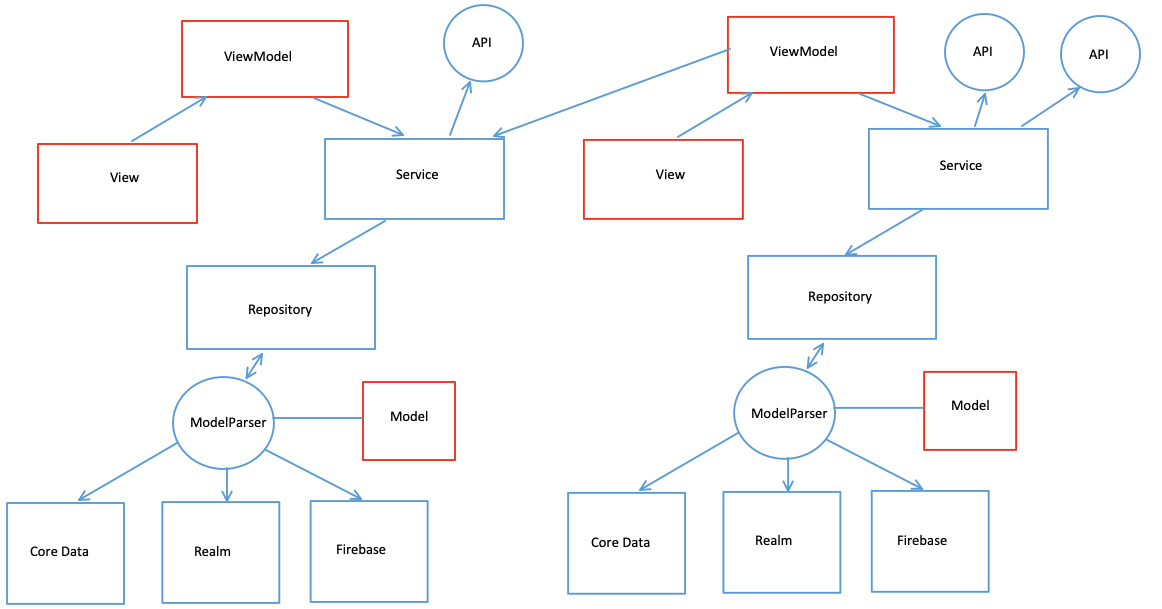 ViewModel
API
View
Service
Repository
ModelParser
Model
Core Data
Realm
Firebase
ViewModel
API
API
View
Service
Repository
ModelParser
Model
Core Data
Realm
Firebase